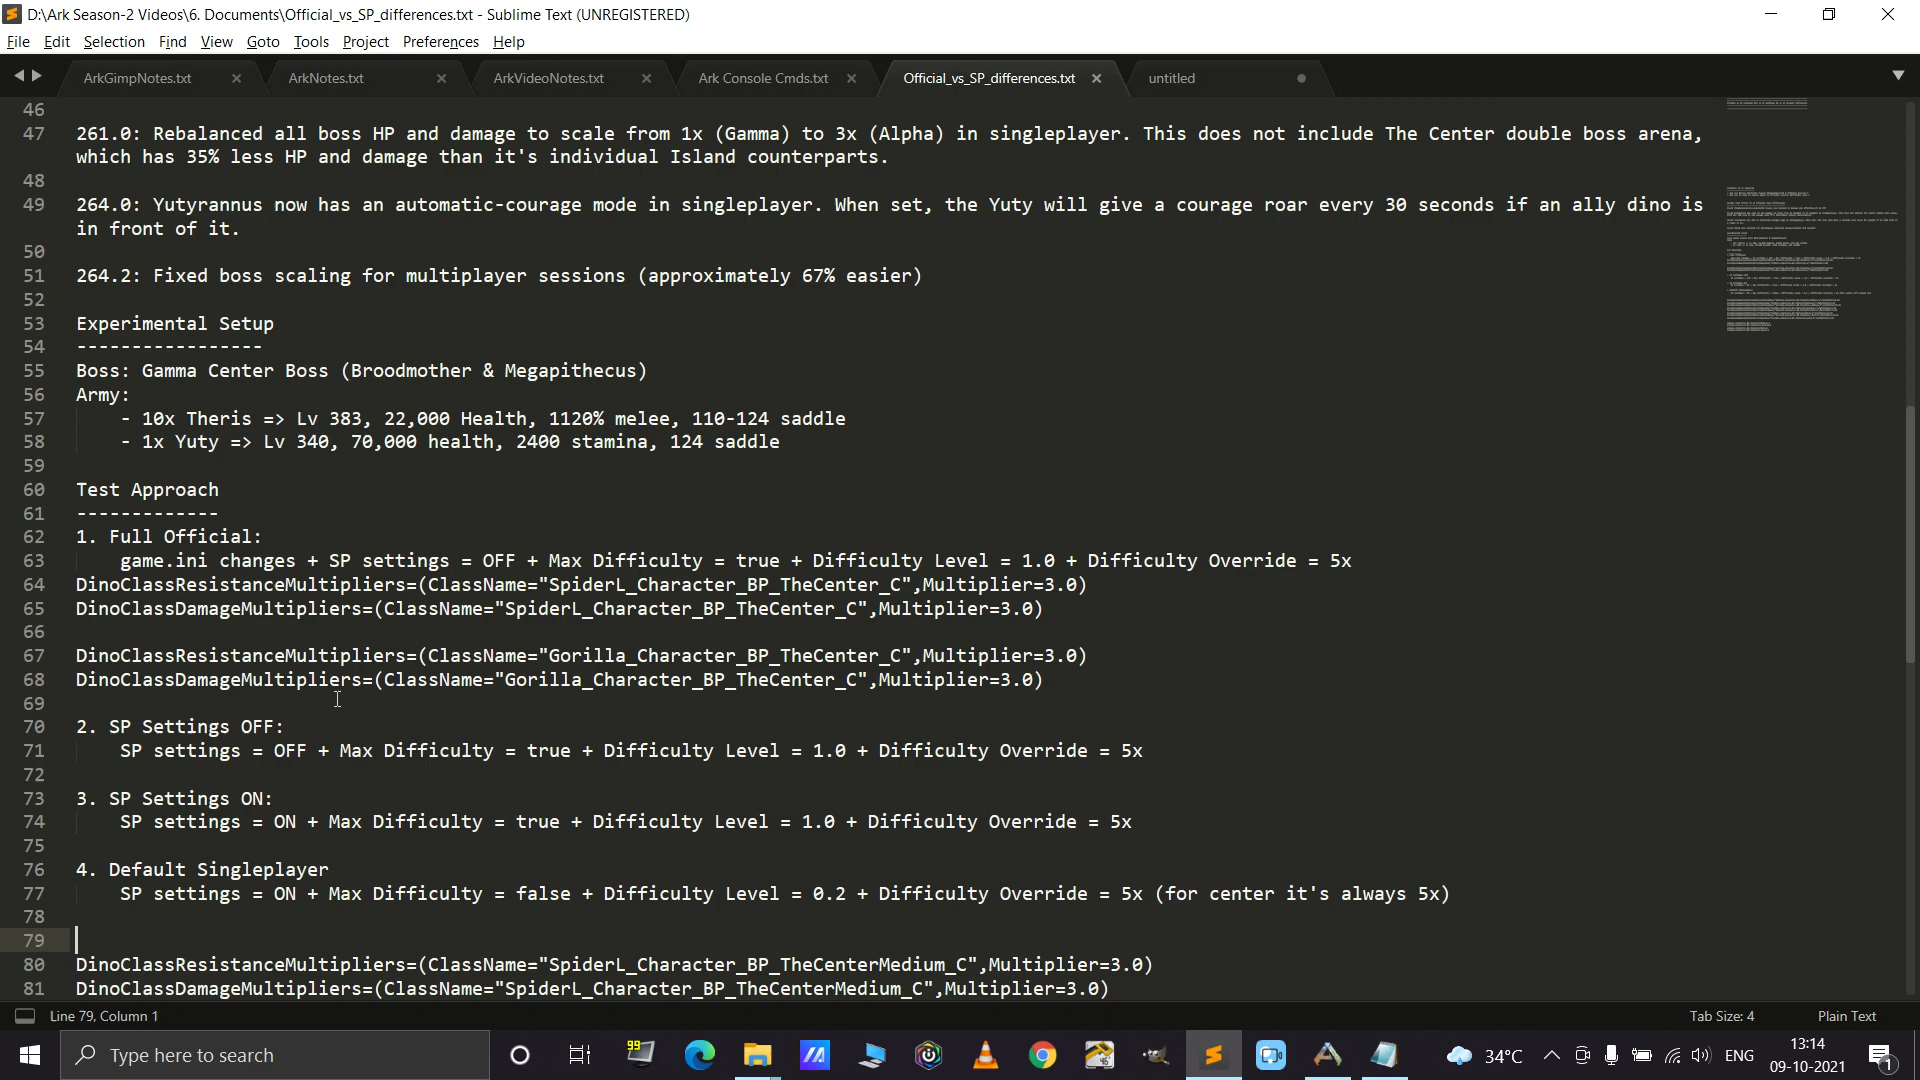 D:\Ark Season-2 Videos\6. Documents\Official_vs_SP_differences.txt - Sublime Text (UNREGISTERED)
File Edit Selection Find View Goto Tools Project Preferences Help
ArkGimpNotes.txt ArkNotes.txt ArkVideoNotes.txt Ark Console Cmds.txt Official_vs_SP_differences.txt untitled
46
47 261.0: Rebalanced all boss HP and damage to scale from 1x (Gamma) to 3x (Alpha) in singleplayer. This does not include The Center double boss arena,
which has 35% less HP and damage than it's individual Island counterparts.
48
49 264.0: Yutyrannus now has an automatic-courage mode in singleplayer. When set, the Yuty will give a courage roar every 30 seconds if an ally dino is
in front of it.
50
51 264.2: Fixed boss scaling for multiplayer sessions (approximately 67% easier)
52
53 Experimental Setup
54 -----------------
55 Boss: Gamma Center Boss (Broodmother & Megapithecus)
56 Army:
57 - 10x Theris => Lv 383, 22,000 Health, 1120% melee, 110-124 saddle
58 - 1x Yuty => Lv 340, 70,000 health, 2400 stamina, 124 saddle
59
60 Test Approach
61 -------------
62 1. Full Official:
63 game.ini changes + SP settings = OFF + Max Difficulty = true + Difficulty Level = 1.0 + Difficulty Override = 5x
64 DinoClassResistanceMultipliers=(ClassName="SpiderL_Character_BP_TheCenter_C",Multiplier=3.0)
65 DinoClassDamageMultipliers=(ClassName="SpiderL_Character_BP_TheCenter_C",Multiplier=3.0)
66
67 DinoClassResistanceMultipliers=(ClassName="Gorilla_Character_BP_TheCenter_C",Multiplier=3.0)
68 DinoClassDamageMultipliers=(ClassName="Gorilla_Character_BP_TheCenter_C",Multiplier=3.0)
69
70 2. SP Settings OFF:
71 SP settings = OFF + Max Difficulty = true + Difficulty Level = 1.0 + Difficulty Override = 5x
72
73 3. SP Settings ON:
74 SP settings = ON + Max Difficulty = true + Difficulty Level = 1.0 + Difficulty Override = 5x
75
76 4. Default Singleplayer
77 SP settings = ON + Max Difficulty = false + Difficulty Level = 0.2 + Difficulty Override = 5x (for center it's always 5x)
78
79
80 DinoClassResistanceMultipliers=(ClassName="SpiderL_Character_BP_TheCenterMedium_C",Multiplier=3.0)
81 DinoClassDamageMultipliers=(ClassName="SpiderL_Character_BP_TheCenterMedium_C",Multiplier=3.0)
Line 79, Column 1 Tab Size: 4 Plain Text
Type here to search 99 34°C ENG 13:14
09-10-2021 1